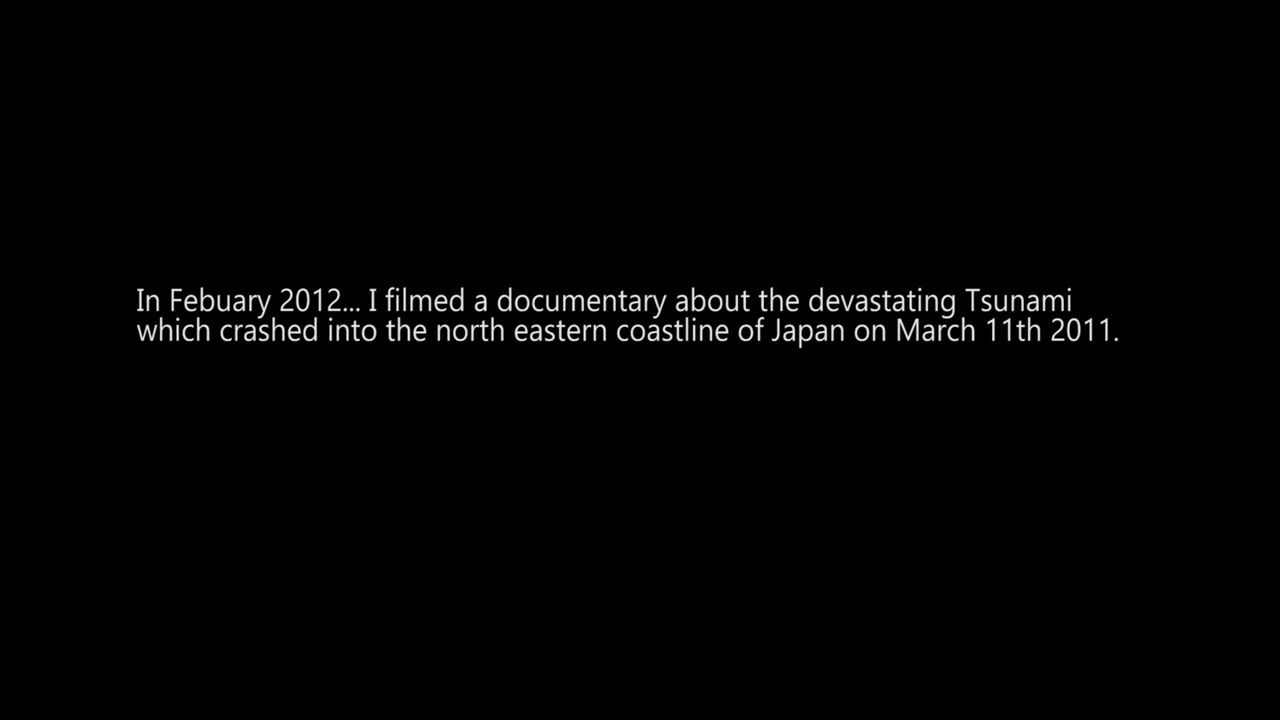 In Febuary 2012... I filmed a documentary about the devastating Tsunami
which crashed into the north eastern coastline of Japan on March 11th 2011.